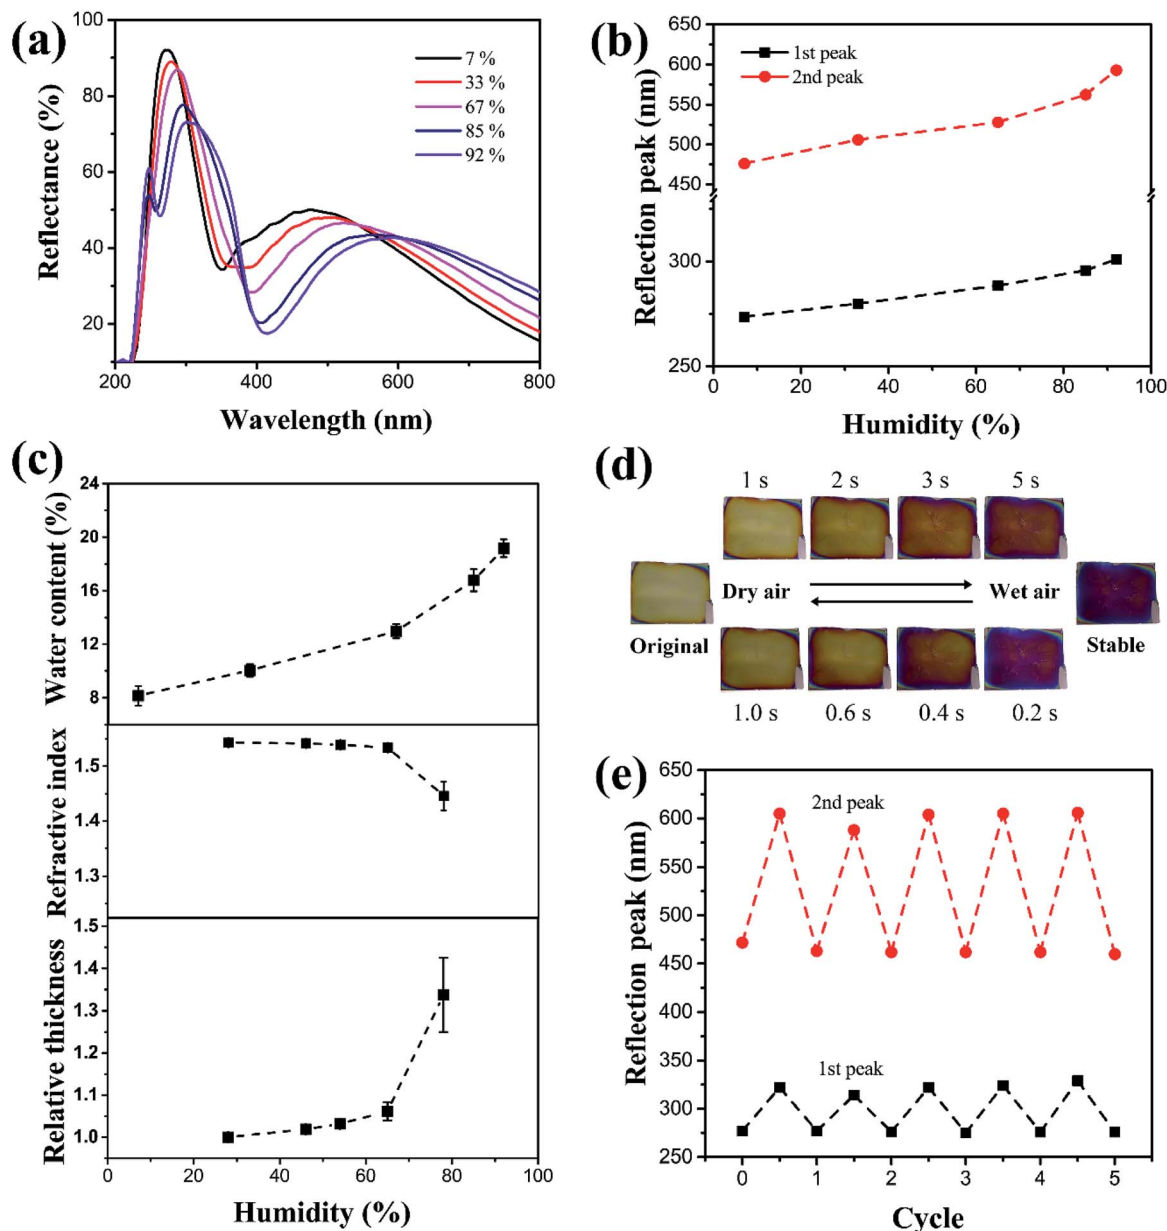 (a)
100
80
60
40
20
200
400
600
800
Reflectance (%)
Wavelength (nm)
7 %
33 %
67 %
85 %
92 %
(b)
650
600
550
500
450
300
250
0
20
40
60
80
100
Reflection peak (nm)
Humidity (%)
1st peak
2nd peak
(c)
24
20
16
12
8
Water content (%)
1.5
1.4
1.3
Refractive index
1.5
1.4
1.3
1.1
1.0
Relative thickness
0
20
40
60
80
100
Humidity (%)
(d)
1 s
2 s
3 s
5 s
Dry air
Wet air
Original
Stable
1.0 s
0.6 s
0.4 s
0.2 s
(e)
650
600
550
500
450
400
350
300
250
Reflection peak (nm)
2nd peak
1st peak
0
1
2
3
4
5
Cycle